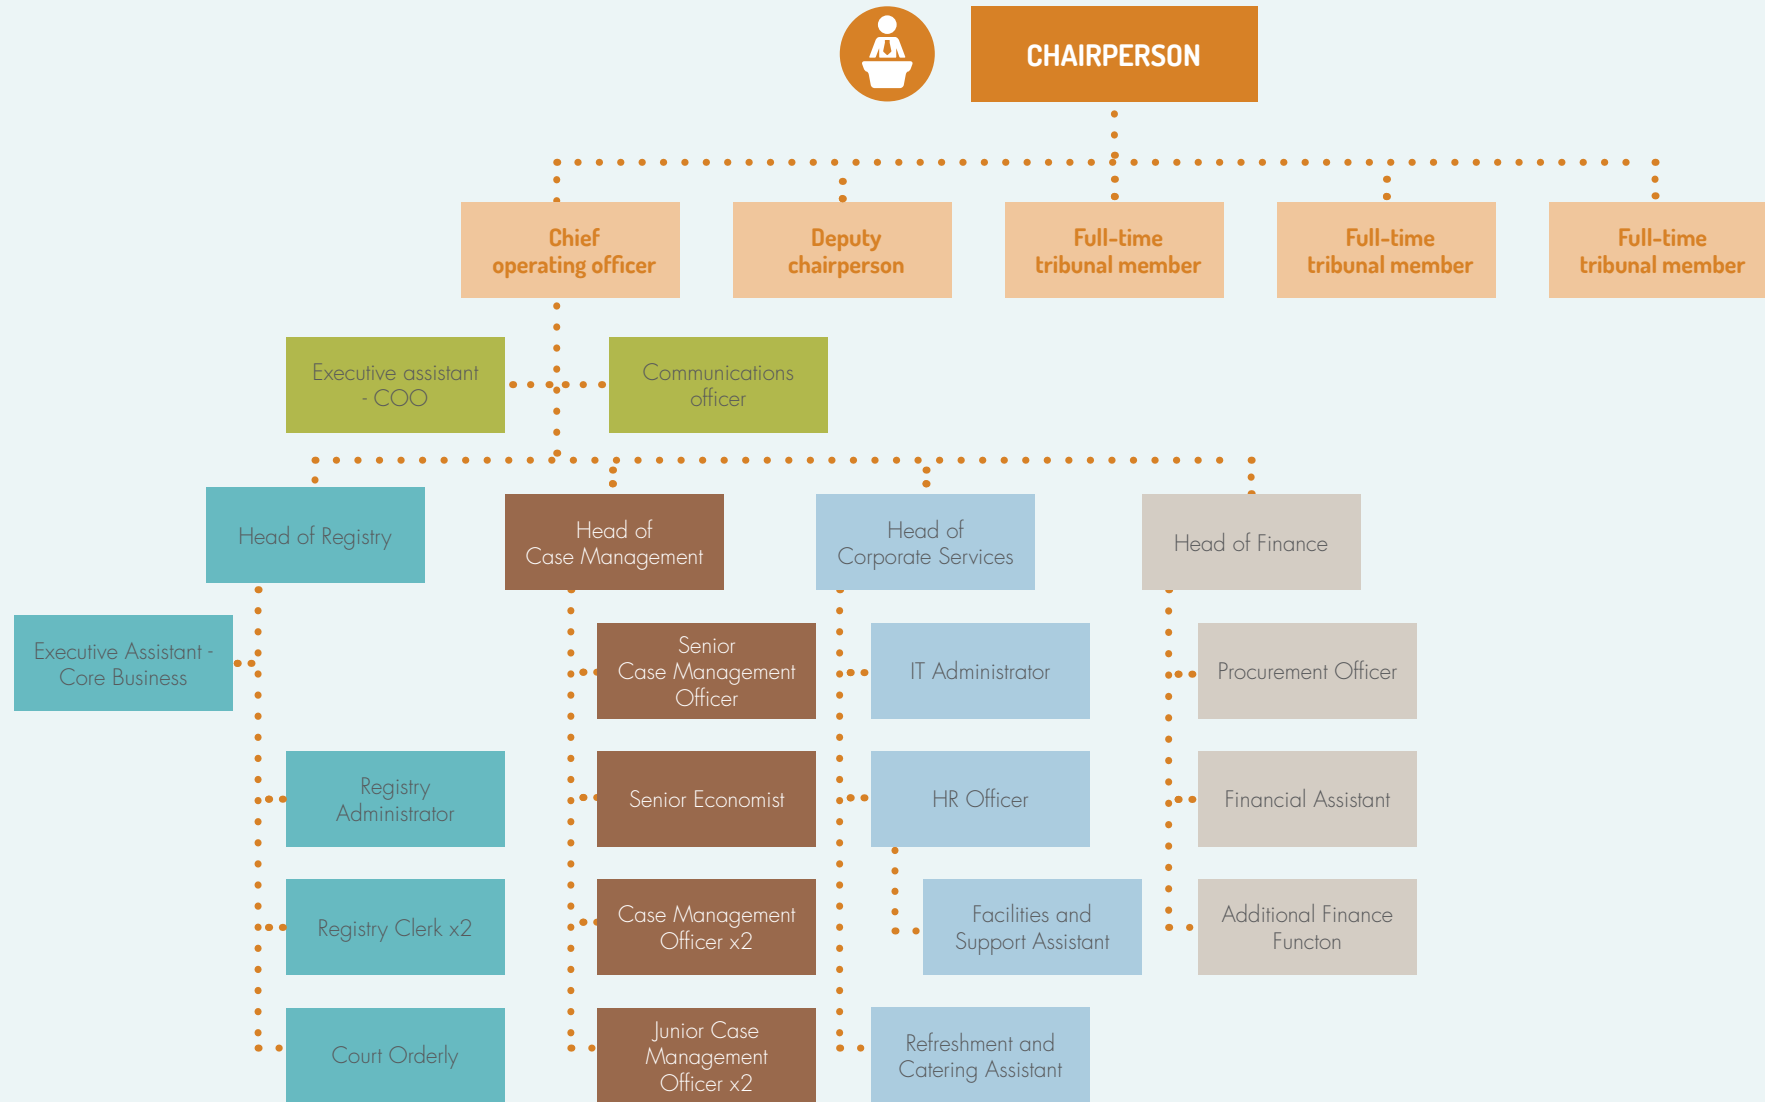 CHAIRPERSON
Chief
operating officer
Deputy
chairperson
Full-time
tribunal member
Full-time
tribunal member
Full-time
tribunal member
Executive assistant
- COO
Communications
officer
Head of Registry
Head of
Case Management
Head of
Corporate Services
Head of Finance
Executive Assistant -
Core Business
Senior
Case Management
Officer
IT Administrator
Procurement Officer
Registry
Administrator
Senior Economist
HR Officer
Financial Assistant
Registry Clerk x2
Case Management
Officer x2
Facilities and
Support Assistant
Additional Finance
Functon
Court Orderly
Junior Case
Management
Officer x2
Refreshment and
Catering Assistant